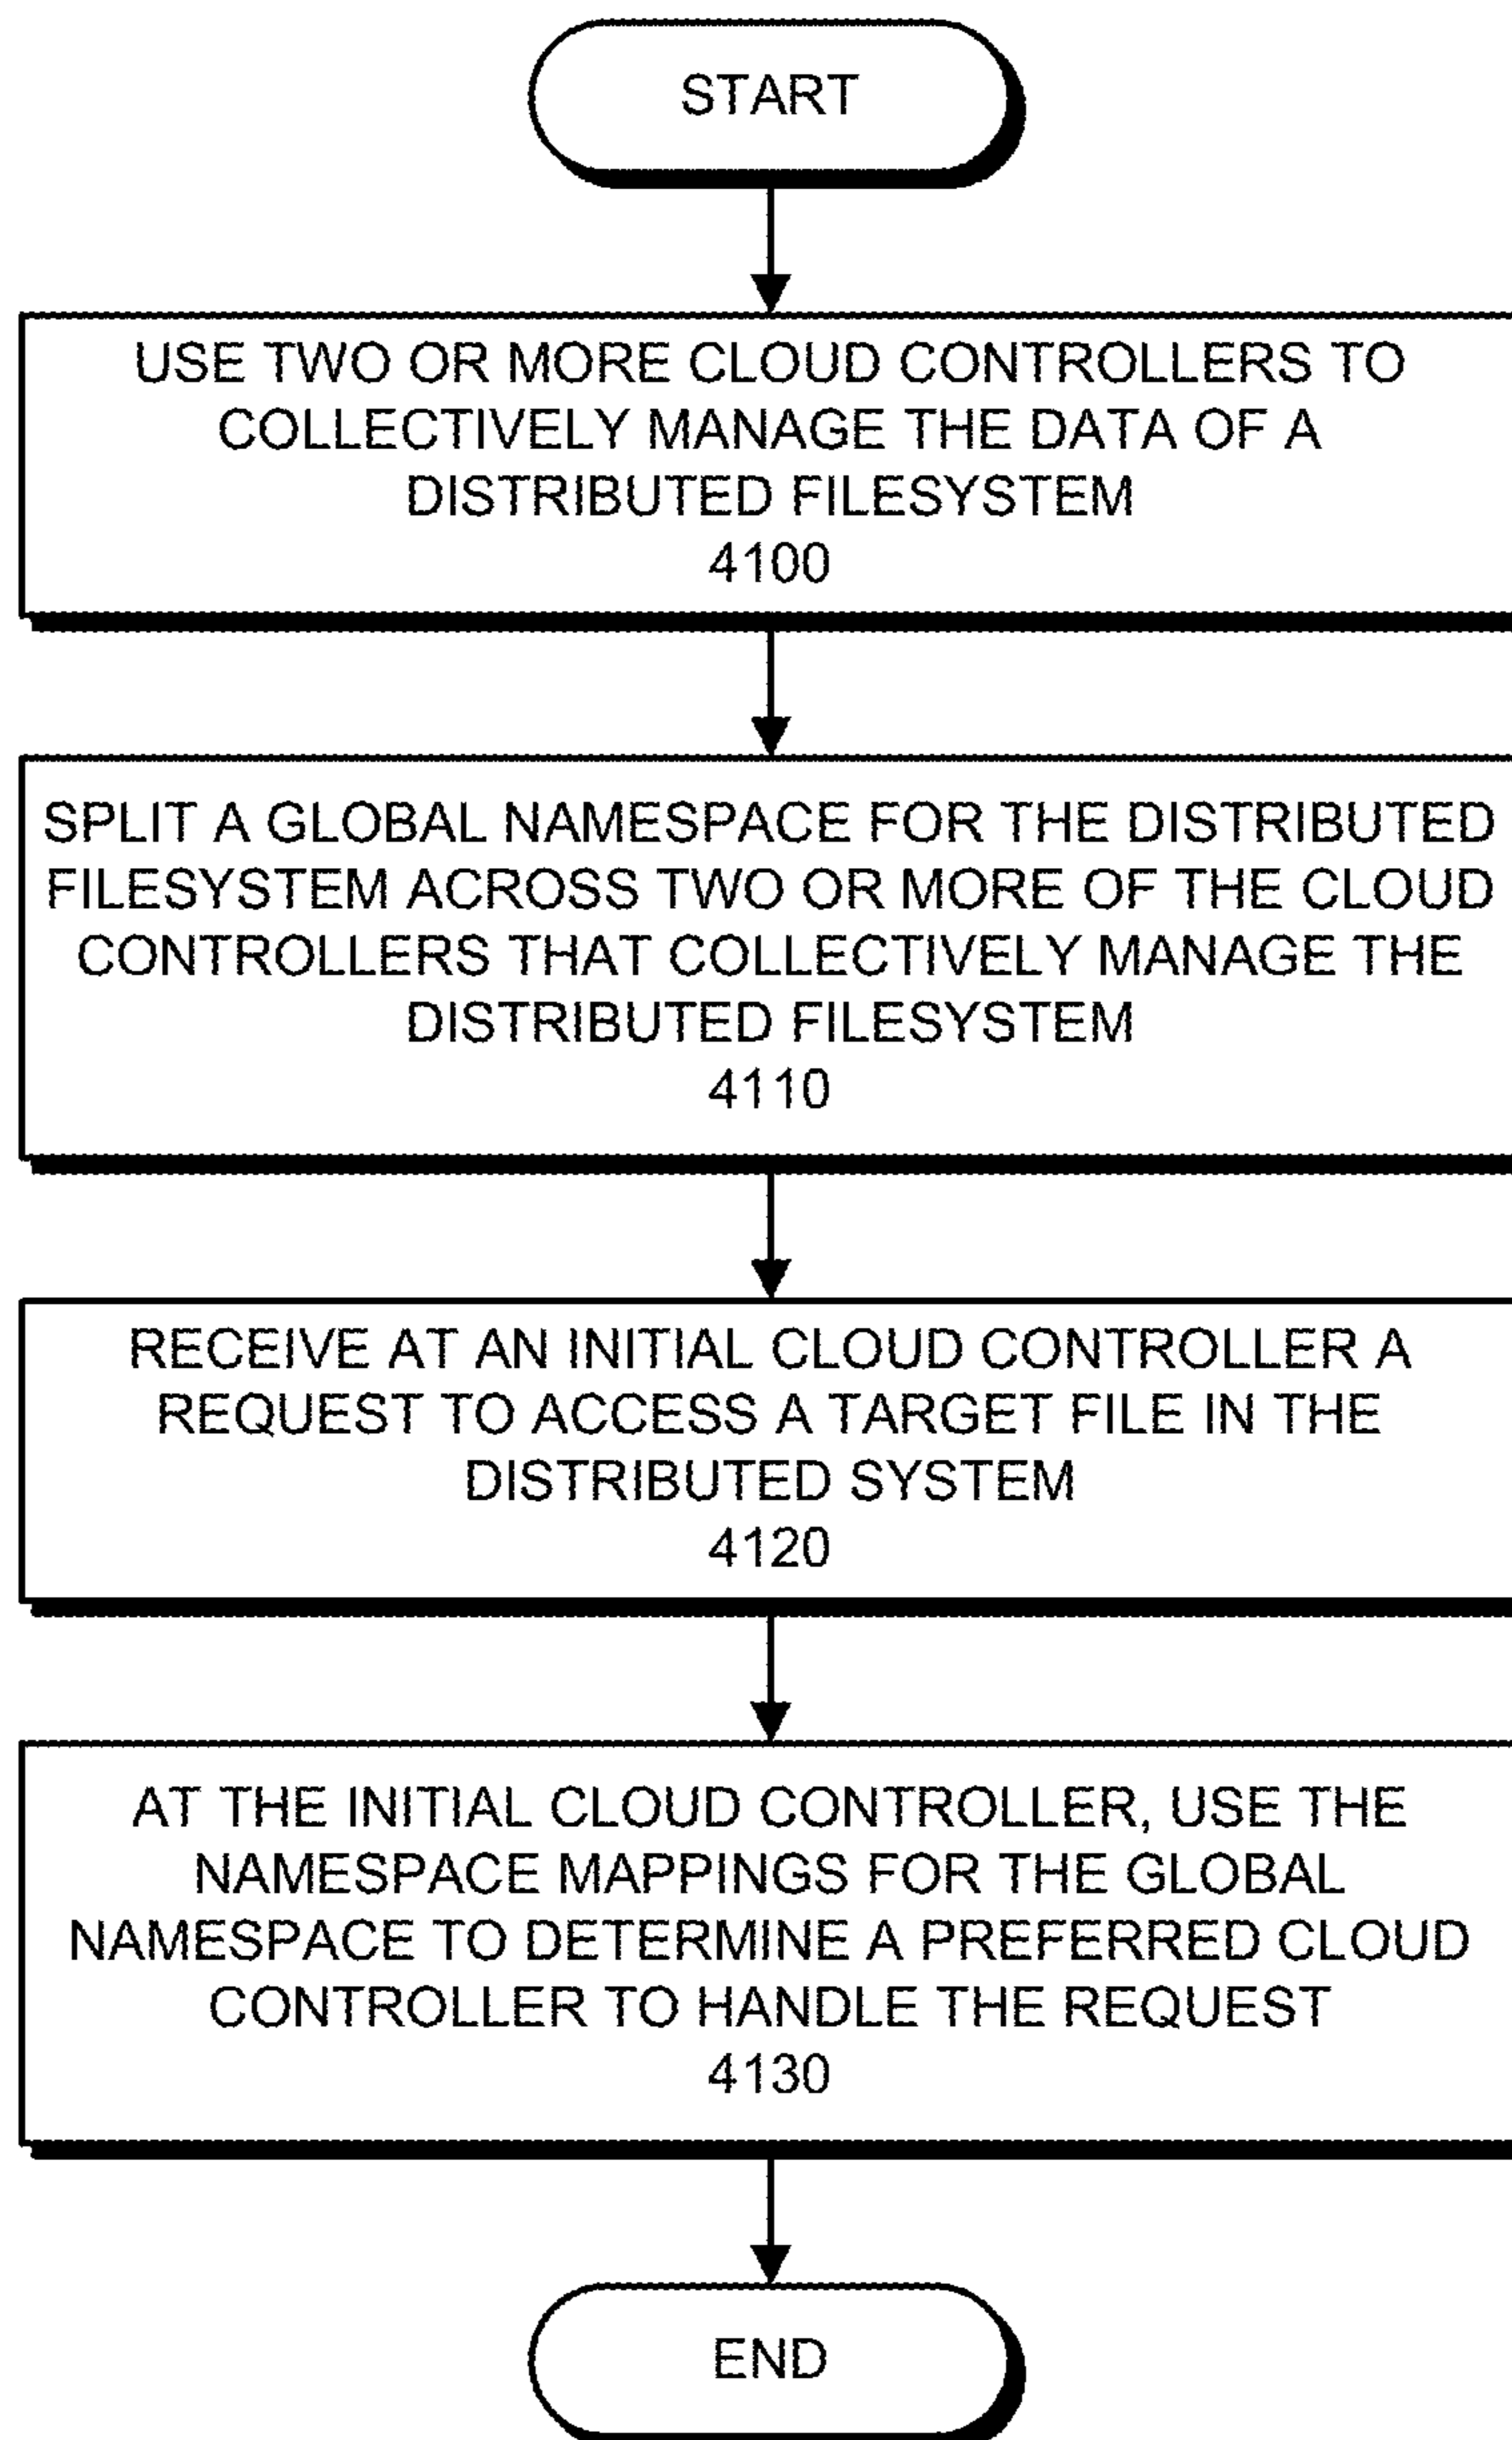 START
USE TWO OR MORE CLOUD CONTROLLERS TO
COLLECTIVELY MANAGE THE DATA OF A
DISTRIBUTED FILESYSTEM
4100
SPLIT A GLOBAL NAMESPACE FOR THE DISTRIBUTED
FILESYSTEM ACROSS TWO OR MORE OF THE CLOUD
CONTROLLERS THAT COLLECTIVELY MANAGE THE
DISTRIBUTED FILESYSTEM
4110
RECEIVE AT AN INITIAL CLOUD CONTROLLER A
REQUEST TO ACCESS A TARGET FILE IN THE
DISTRIBUTED SYSTEM
4120
AT THE INITIAL CLOUD CONTROLLER, USE THE
NAMESPACE MAPPINGS FOR THE GLOBAL
NAMESPACE TO DETERMINE A PREFERRED CLOUD
CONTROLLER TO HANDLE THE REQUEST
4130
END